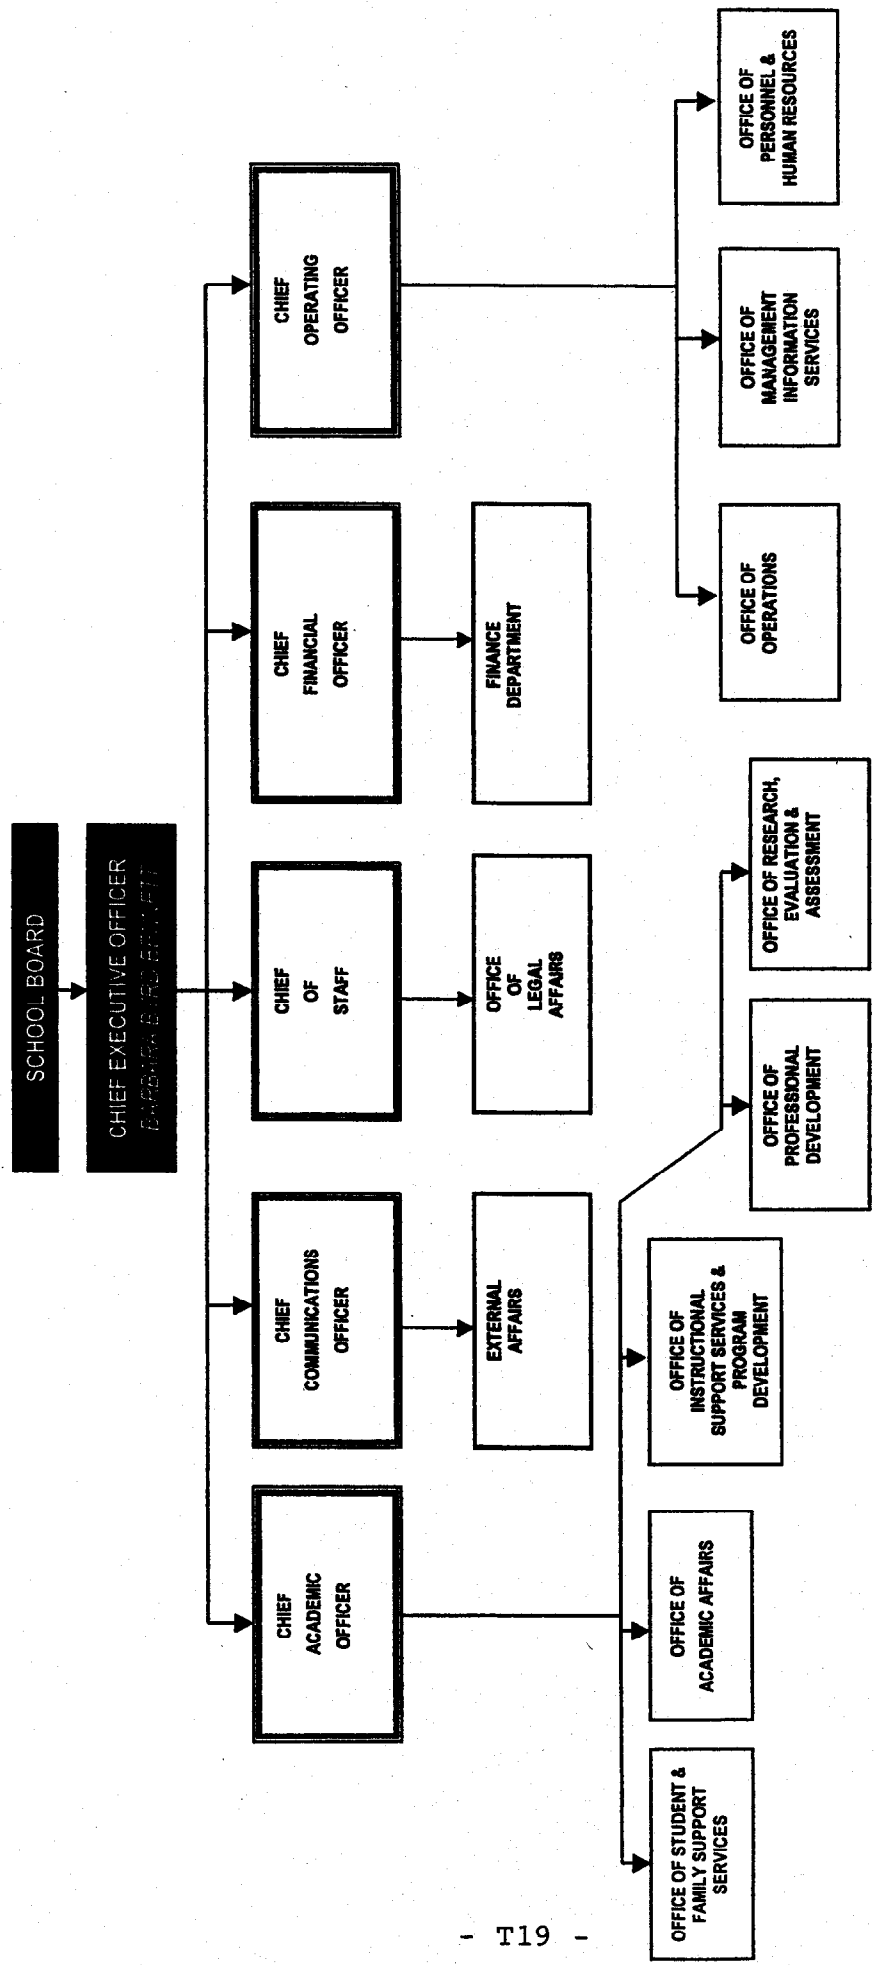 SCHOOL BOARD
CHIEF EXECUTIVE OFFICER
BARBARA BYRD BENNETT
CHIEF
ACADEMIC
OFFICER
CHIEF
COMMUNICATIONS
OFFICER
CHIEF
OF
STAFF
CHIEF
FINANCIAL
OFFICER
CHIEF
OPERATING
OFFICER
EXTERNAL
AFFAIRS
OFFICE
OF
LEGAL
AFFAIRS
FINANCE
DEPARTMENT
OFFICE OF STUDENT &
FAMILY SUPPORT
SERVICES
OFFICE OF
ACADEMIC AFFAIRS
OFFICE OF
INSTRUCTIONAL
SUPPORT SERVICES &
PROGRAM
DEVELOPMENT
OFFICE OF
PROFESSIONAL
DEVELOPMENT
OFFICE OF RESEARCH,
EVALUATION &
ASSESSMENT
OFFICE OF
OPERATIONS
OFFICE OF
MANAGEMENT
INFORMATION
SERVICES
OFFICE OF
PERSONNEL &
HUMAN RESOURCES
- T19 -